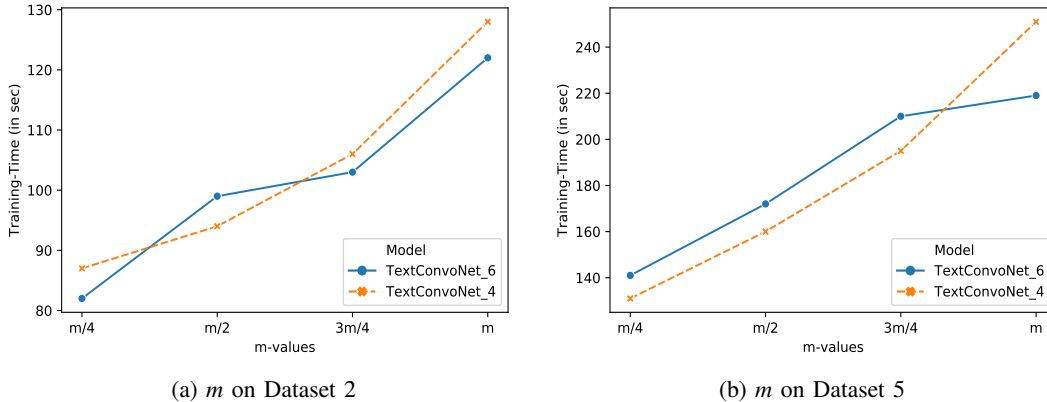 130
120
110
100
90
80
Training-Time (in sec)
m/4
m/2
3m/4
m
m-values
Model
TextConvoNet_6
TextConvoNet_4
(a) m on Dataset 2
240
220
200
180
160
140
Training-Time (in sec)
m/4
m/2
3m/4
m
m-values
Model
TextConvoNet_6
TextConvoNet_4
(b) m on Dataset 5